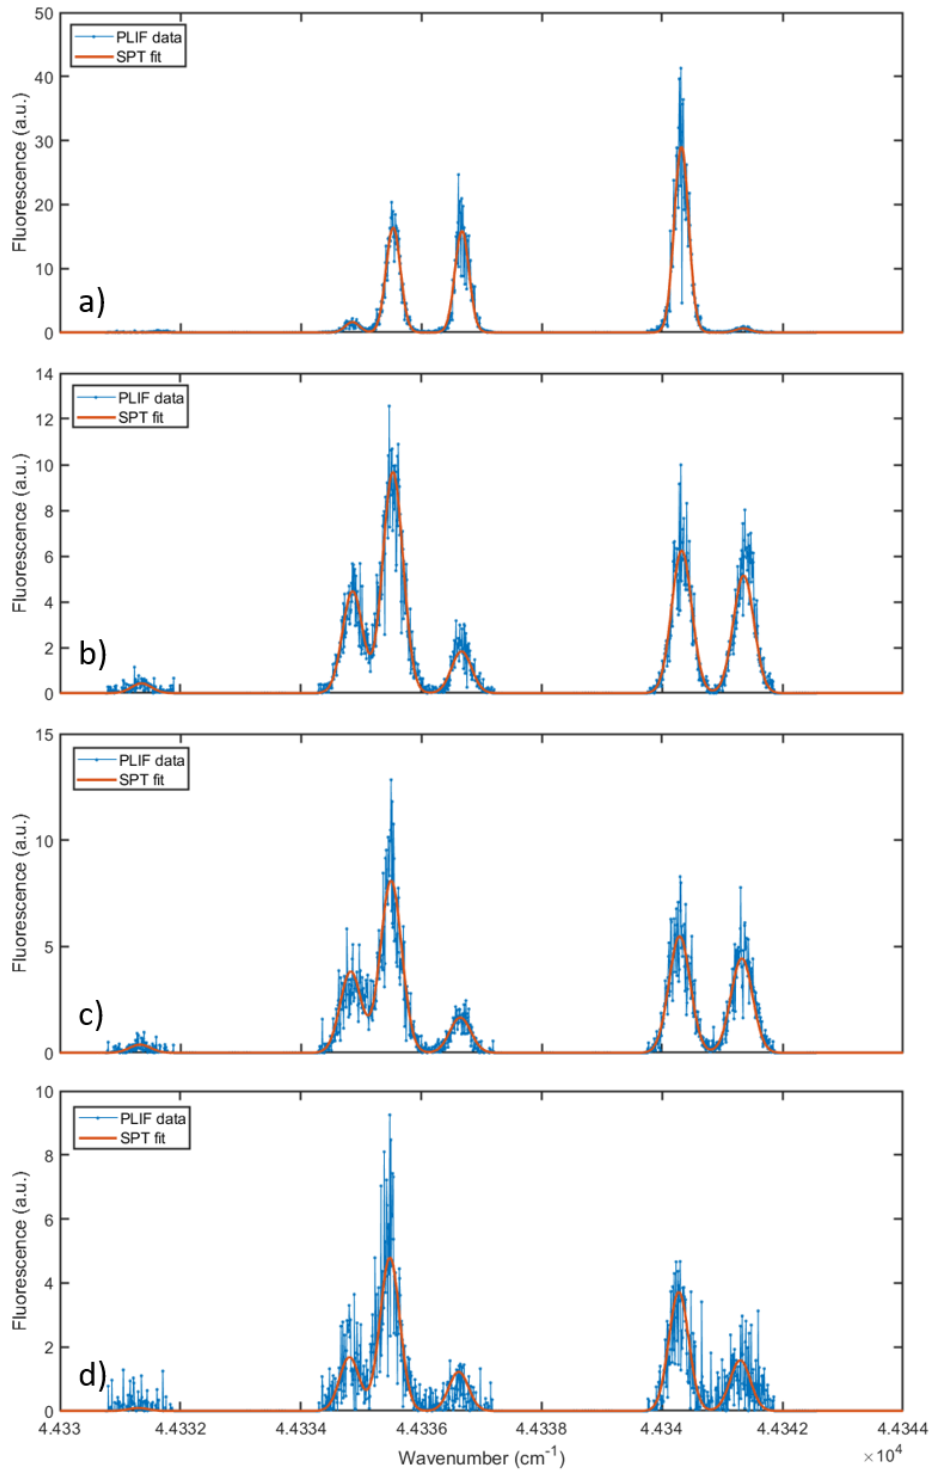 50
PLIF data
SPT fit
40
30
20
10
0
Fluorescence (a.u.)
a)
14
PLIF data
SPT fit
12
10
8
6
4
2
0
Fluorescence (a.u.)
b)
15
PLIF data
SPT fit
10
5
0
Fluorescence (a.u.)
c)
10
PLIF data
SPT fit
8
6
4
2
0
Fluorescence (a.u.)
d)
4.433 4.4332 4.4334 4.4336 4.4338 4.434 4.4342 4.4344
Wavenumber (cm⁻¹)
×10⁴